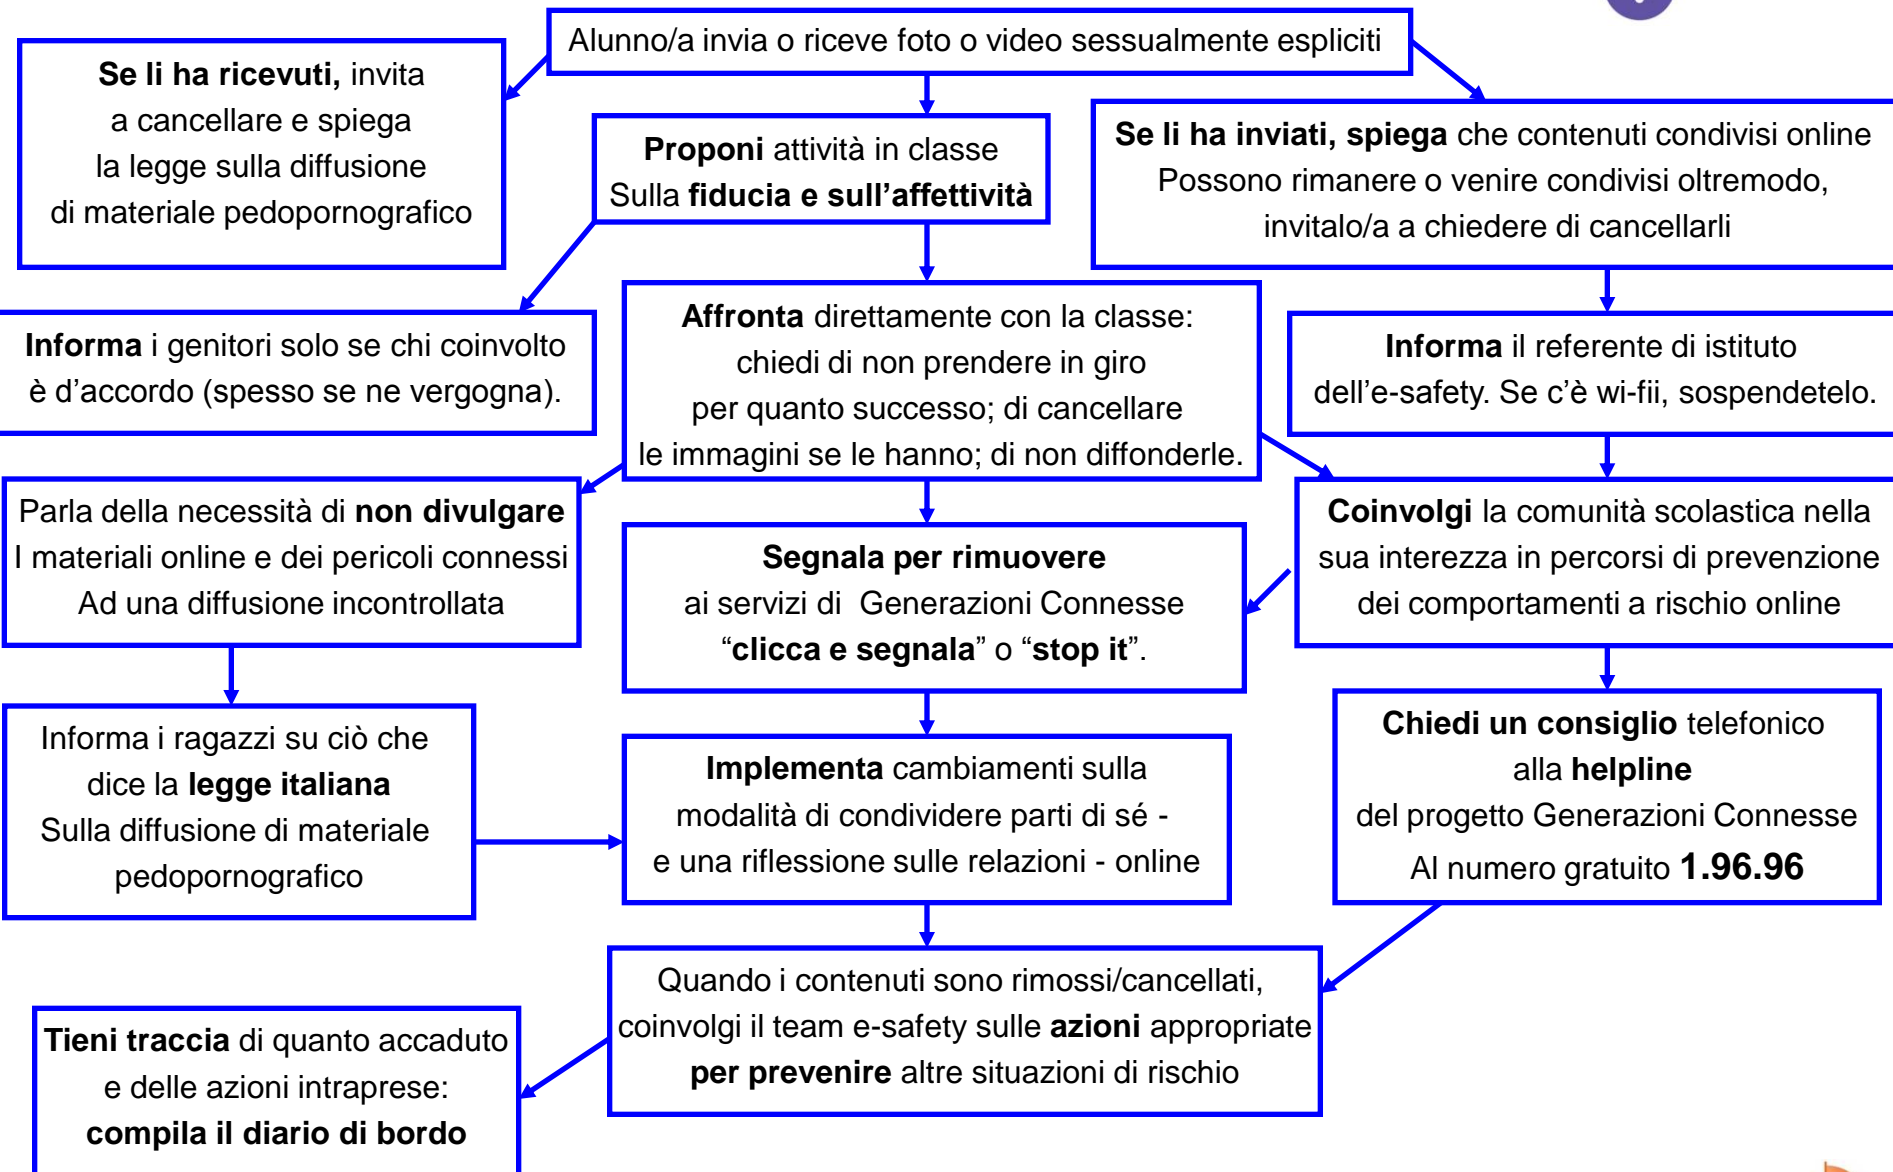 Alunno/a invia o riceve foto o video sessualmente espliciti
Se li ha ricevuti, invita
a cancellare e spiega
la legge sulla diffusione
di materiale pedopornografico
Proponi attività in classe
Sulla fiducia e sull'affettività
Se li ha inviati, spiega che contenuti condivisi online
Possono rimanere o venire condivisi oltremodo,
invitalo/a a chiedere di cancellarli
Informa i genitori solo se chi coinvolto
è d'accordo (spesso se ne vergogna).
Affronta direttamente con la classe:
chiedi di non prendere in giro
per quanto successo; di cancellare
le immagini se le hanno; di non diffonderle.
Informa il referente di istituto
dell'e-safety. Se c'è wi-fii, sospendetelo.
Parla della necessità di non divulgare
I materiali online e dei pericoli connessi
Ad una diffusione incontrollata
Segnala per rimuovere
ai servizi di Generazioni Connesse
“clicca e segnala” o “stop it”.
Coinvolgi la comunità scolastica nella
sua interezza in percorsi di prevenzione
dei comportamenti a rischio online
Informa i ragazzi su ciò che
dice la legge italiana
Sulla diffusione di materiale
pedopornografico
Implementa cambiamenti sulla
modalità di condividere parti di sé -
e una riflessione sulle relazioni - online
Chiedi un consiglio telefonico
alla helpline
del progetto Generazioni Connesse
Al numero gratuito 1.96.96
Quando i contenuti sono rimossi/cancellati,
coinvolgi il team e-safety sulle azioni appropriate
per prevenire altre situazioni di rischio
Tieni traccia di quanto accaduto
e delle azioni intraprese:
compila il diario di bordo